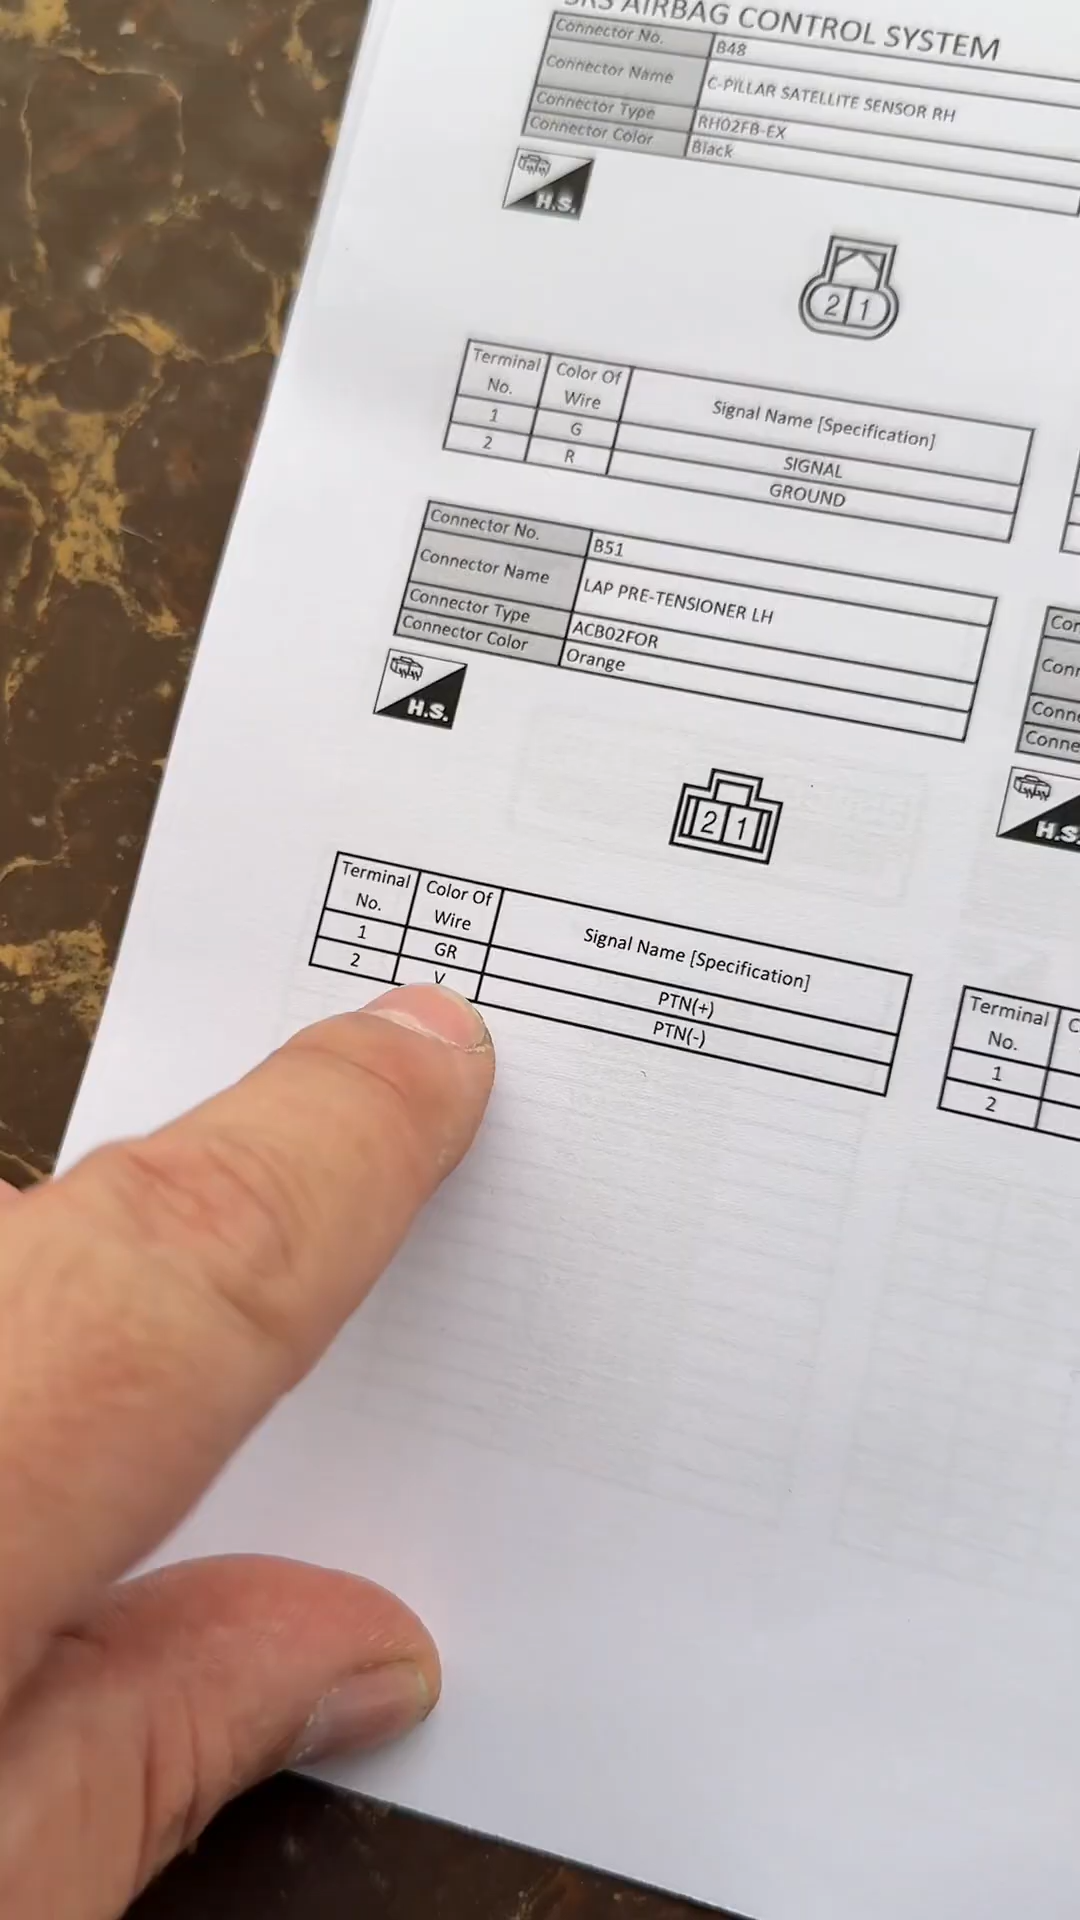 SRS AIRBAG CONTROL SYSTEM
Connector No. B48
Connector Name C-PILLAR SATELLITE SENSOR RH
Connector Type RH02FB-EX
Connector Color Black
H.S.
2 1
Terminal No. Color Of Wire Signal Name [Specification]
1 G SIGNAL
2 R GROUND
Connector No. B51
Connector Name LAP PRE-TENSIONER LH
Connector Type ACB02FOR
Connector Color Orange
H.S.
2 1
Terminal No. Color Of Wire Signal Name [Specification]
1 GR PTN(+)
2 V PTN(-)
H.S.
Terminal No.
1
2